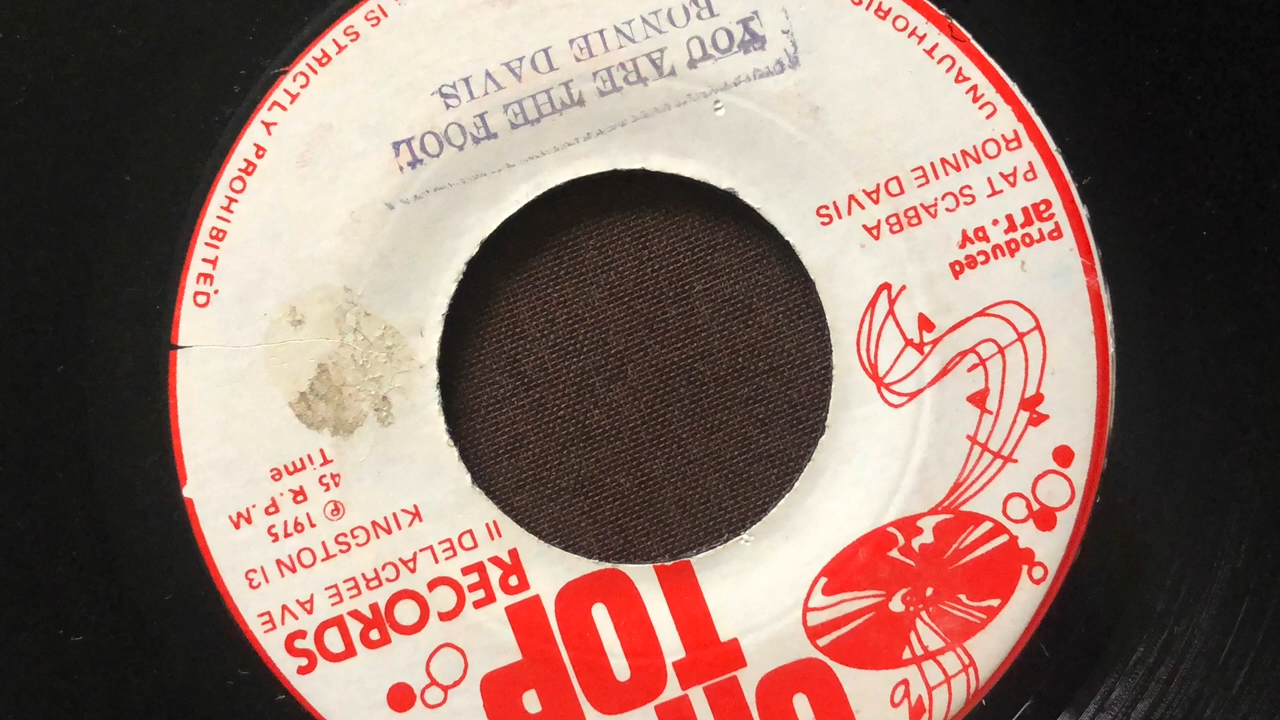 TOP
RECORDS
11 DELACREE AVE
KINGSTON 13
℗ 1975
45 R.P.M
Time
Produced
arr. by
PAT SCABBA
RONNIE DAVIS
YOU ARE THE FOOL
RONNIE DAVIS
UNAUTHORIS
IS STRICTLY PROHIBITED